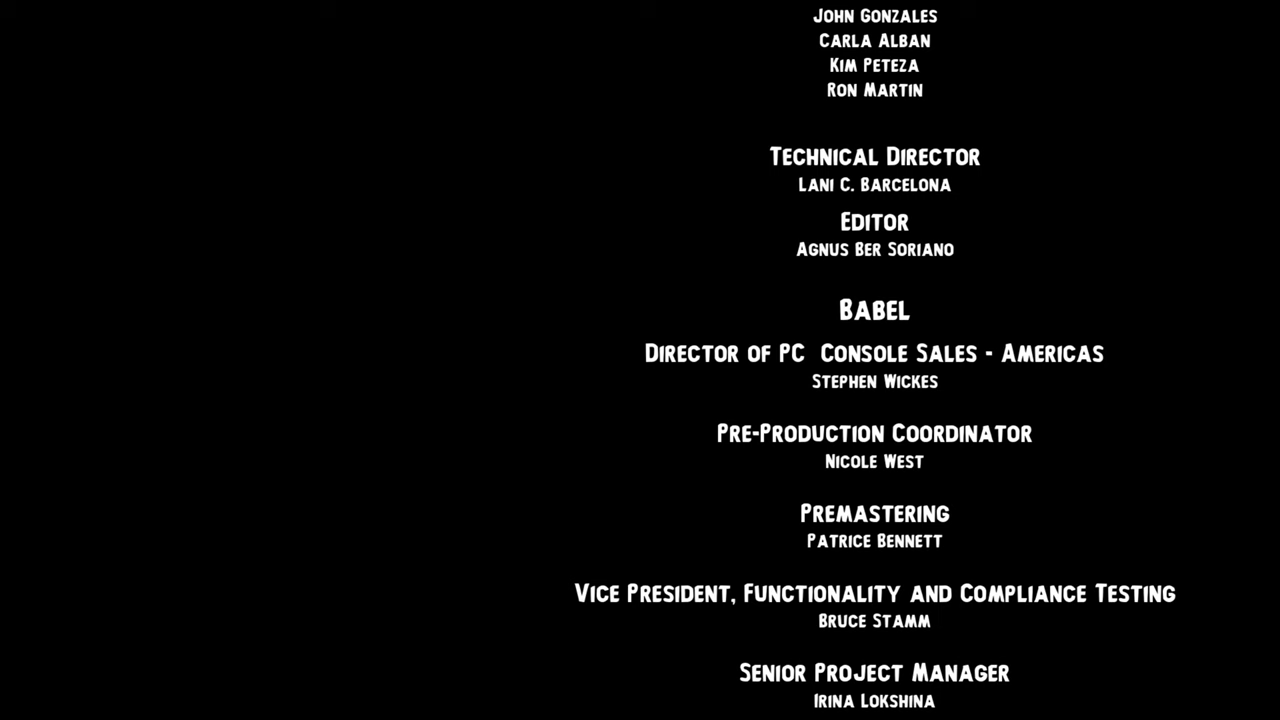 John Gonzales
Carla Alban
Kim Peteza
Ron Martin
Technical Director
Lani C. Barcelona
Editor
Agnus Ber Soriano
Babel
Director of PC  Console Sales - Americas
Stephen Wickes
Pre-Production Coordinator
Nicole West
Premastering
Patrice Bennett
Vice President, Functionality and Compliance Testing
Bruce Stamm
Senior Project Manager
Irina Lokshina